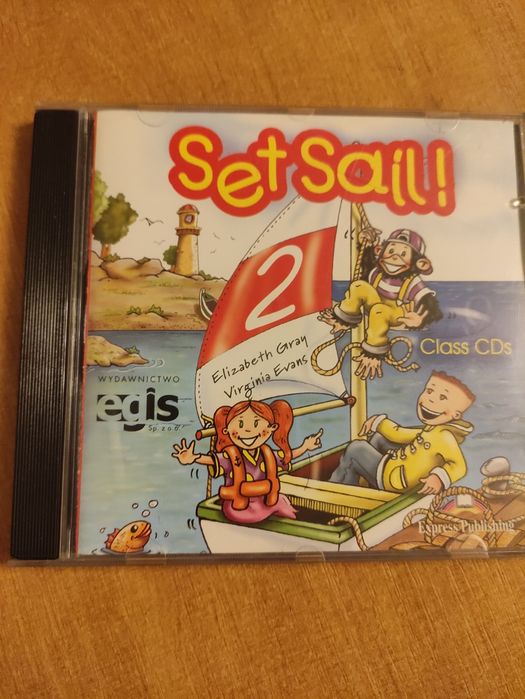 Set Sail!
2
Elizabeth Gray
Virginia Evans
Class CDs
WYDAWNICTWO
egis
Sp. z o.o.
Express Publishing